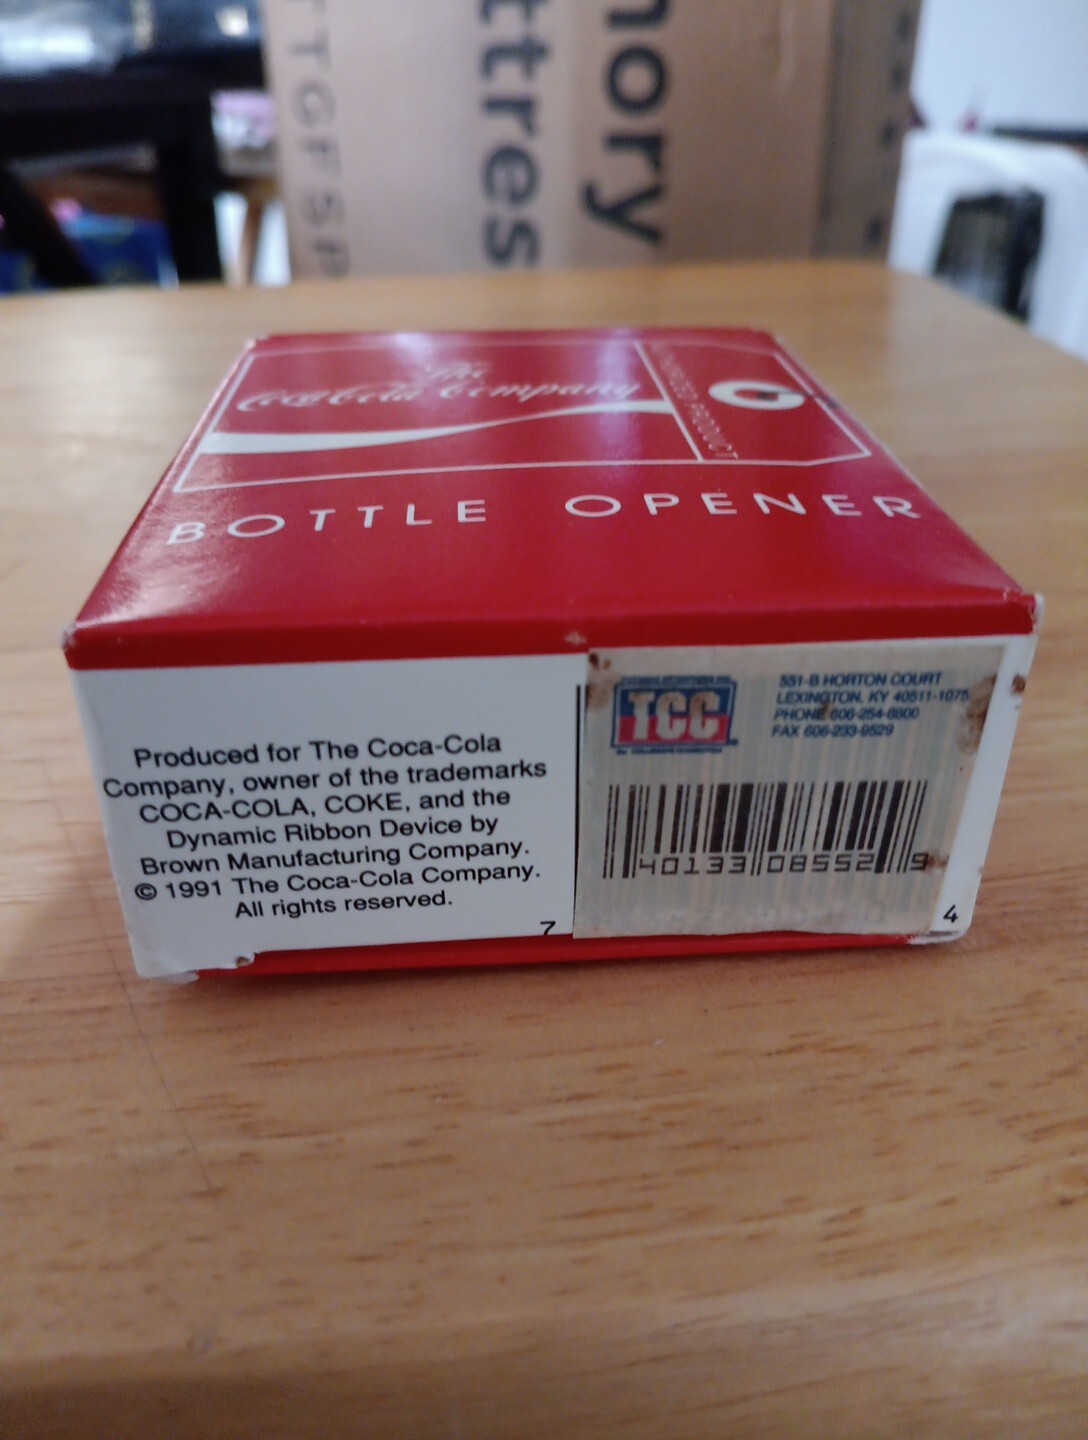 TTGFSP
ttres
nory
The
Coca-Cola Company
AUTHORIZED PRODUCT
BOTTLE OPENER
Produced for The Coca-Cola
Company, owner of the trademarks
COCA-COLA, COKE, and the
Dynamic Ribbon Device by
Brown Manufacturing Company.
© 1991 The Coca-Cola Company.
All rights reserved.
7
TCC
551-B HORTON COURT
LEXINGTON, KY 40511-1075
PHONE 606-254-8800
FAX 606-233-9529
40133 08552 9
4